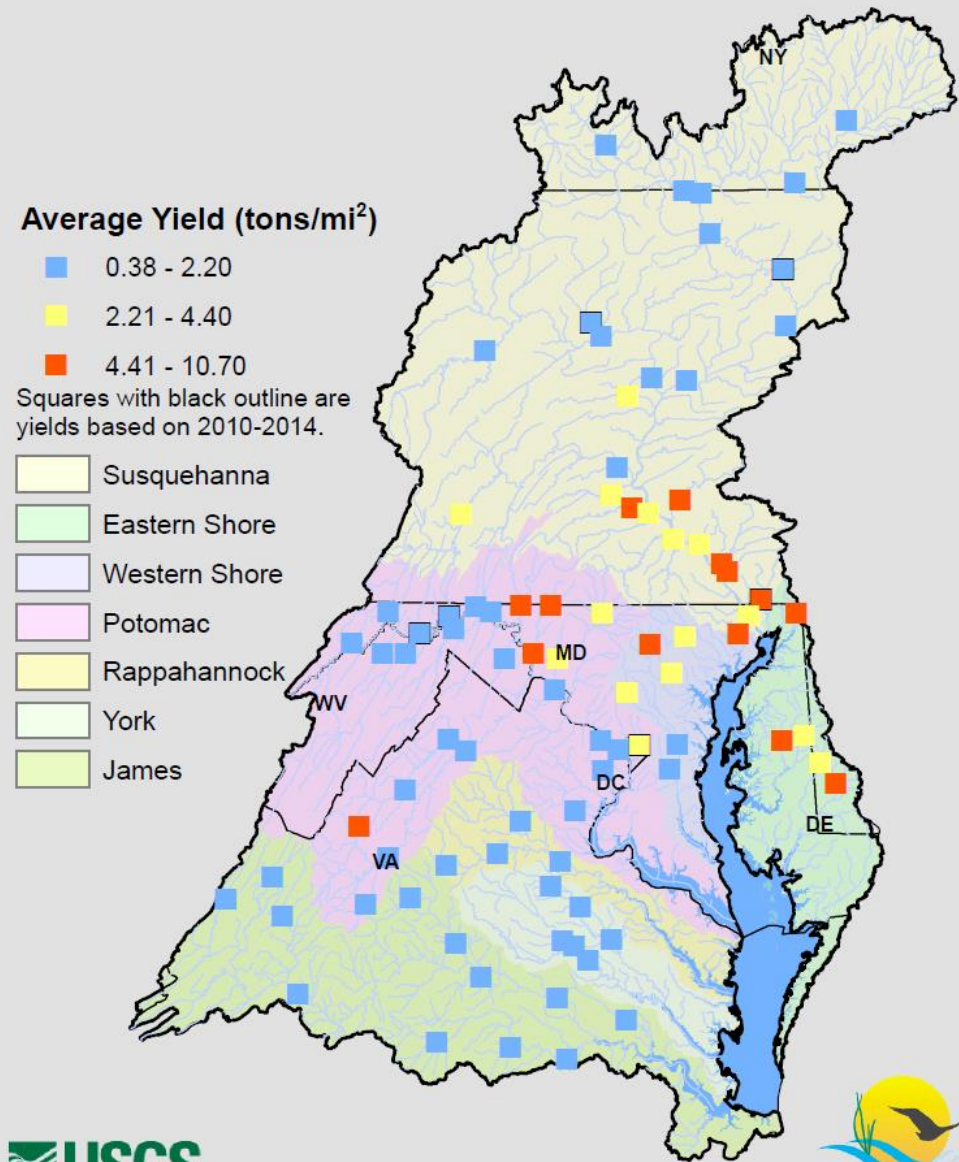 NY
Average Yield (tons/mi²)
0.38 - 2.20
2.21 - 4.40
4.41 - 10.70
Squares with black outline are
yields based on 2010-2014.
Susquehanna
Eastern Shore
Western Shore
Potomac
Rappahannock
York
James
MD
WV
DC
DE
VA
USGS